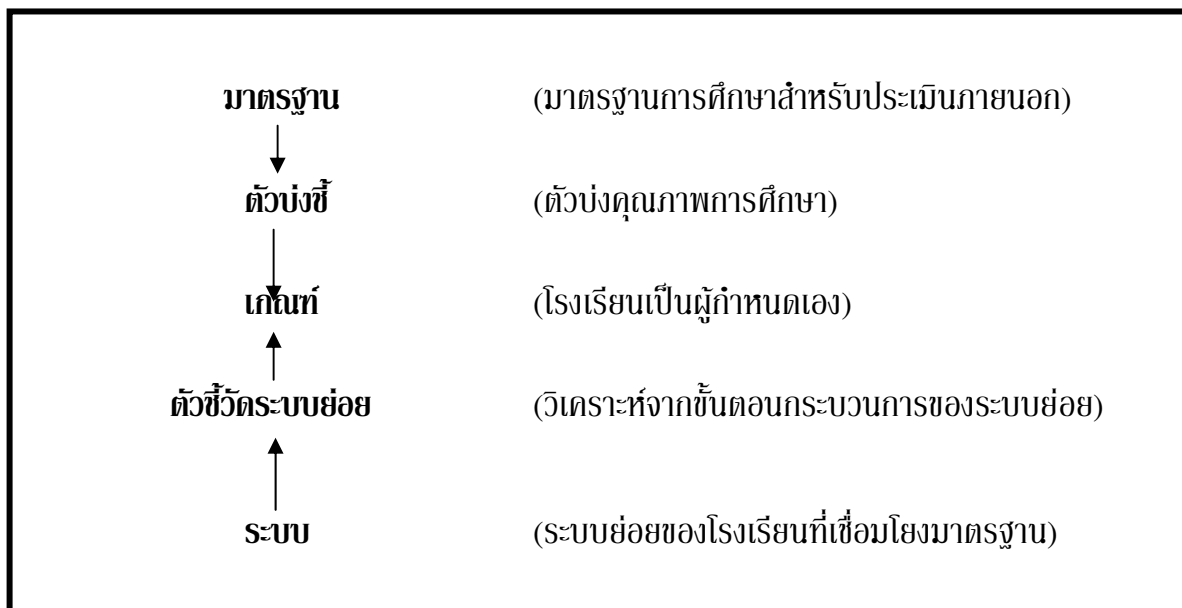 มาตรฐาน (มาตรฐานการศึกษาสำหรับประเมินภายนอก)
ตัวบ่งชี้ (ตัวบ่งคุณภาพการศึกษา)
เกณฑ์ (โรงเรียนเป็นผู้กำหนดเอง)
ตัวชี้วัดระบบย่อย (วิเคราะห์จากขั้นตอนกระบวนการของระบบย่อย)
ระบบ (ระบบย่อยของโรงเรียนที่เชื่อมโยงมาตรฐาน)